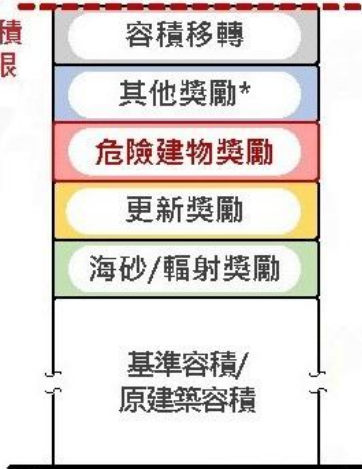 積
限
容積移轉
其他獎勵*
危險建物獎勵
更新獎勵
海砂/輻射獎勵
基準容積/
原建築容積